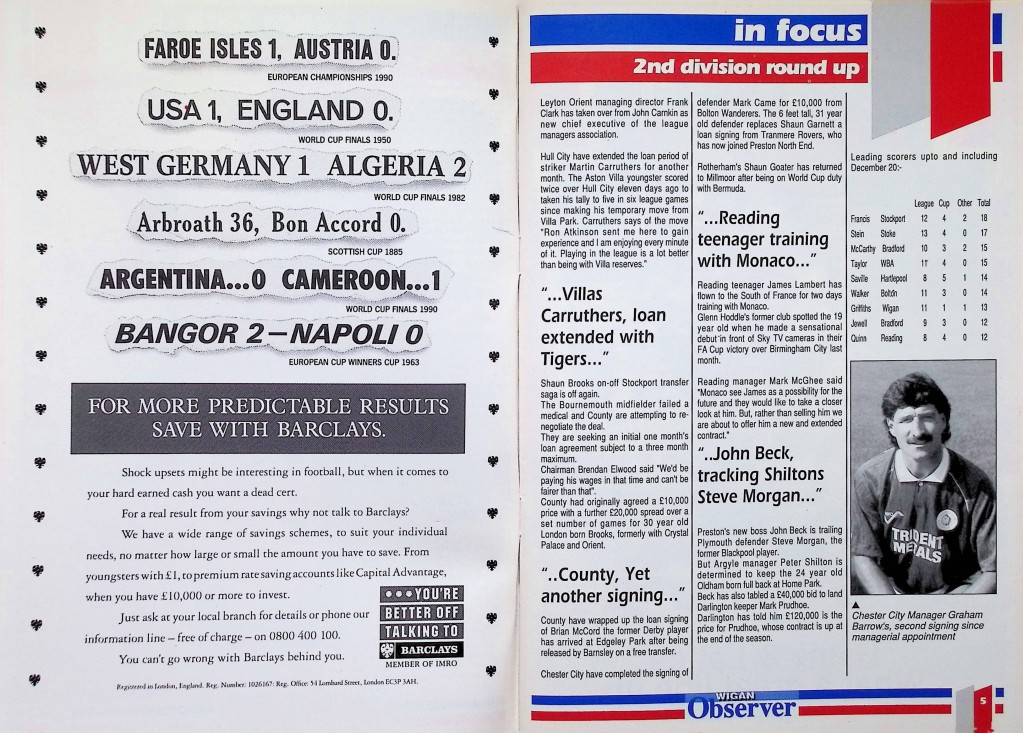 FAROE ISLES 1, AUSTRIA 0.
EUROPEAN CHAMPIONSHIPS 1990
USA 1, ENGLAND 0.
WORLD CUP FINALS 1950
WEST GERMANY 1 ALGERIA 2
WORLD CUP FINALS 1982
Arbroath 36, Bon Accord 0.
SCOTTISH CUP 1885
ARGENTINA...0 CAMEROON...1
WORLD CUP FINALS 1990
BANGOR 2–NAPOLI 0
EUROPEAN CUP WINNERS CUP 1963
FOR MORE PREDICTABLE RESULTS
SAVE WITH BARCLAYS.
Shock upsets might be interesting in football, but when it comes to
your hard earned cash you want a dead cert.
For a real result from your savings why not talk to Barclays?
We have a wide range of savings schemes, to suit your individual
needs, no matter how large or small the amount you have to save. From
youngsters with £1, to premium rate saving accounts like Capital Advantage,
when you have £10,000 or more to invest.
Just ask at your local branch for details or phone our
information line – free of charge – on 0800 400 100.
You can't go wrong with Barclays behind you.
•••YOU'RE
BETTER OFF
TALKING TO
BARCLAYS
MEMBER OF IMRO
Registered in London, England. Reg. Number: 1026167: Reg. Office: 54 Lombard Street, London EC3P 3AH.
in focus
2nd division round up
Leyton Orient managing director Frank
Clark has taken over from John Camkin as
new chief executive of the league
managers association.
Hull City have extended the loan period of
striker Martin Carruthers for another
month. The Aston Villa youngster scored
twice over Hull City eleven days ago to
taken his tally to five in six league games
since making his temporary move from
Villa Park. Carruthers says of the move
"Ron Atkinson sent me here to gain
experience and I am enjoying every minute
of it. Playing in the league is a lot better
than being with Villa reserves."
“...Villas
Carruthers, loan
extended with
Tigers...”
Shaun Brooks on-off Stockport transfer
saga is off again.
The Bournemouth midfielder failed a
medical and County are attempting to re-
negotiate the deal.
They are seeking an initial one month's
loan agreement subject to a three month
maximum.
Chairman Brendan Elwood said "We'd be
paying his wages in that time and can't be
fairer than that".
County had originally agreed a £10,000
price with a further £20,000 spread over a
set number of games for 30 year old
London born Brooks, formerly with Crystal
Palace and Orient.
“..County, Yet
another signing...”
County have wrapped up the loan signing
of Brian McCord the former Derby player
has arrived at Edgeley Park after being
released by Barnsley on a free transfer.
Chester City have completed the signing of
defender Mark Came for £10,000 from
Bolton Wanderers. The 6 feet tall, 31 year
old defender replaces Shaun Garnett a
loan signing from Tranmere Rovers, who
has now joined Preston North End.
Rotherham's Shaun Goater has returned
to Millmoor after being on World Cup duty
with Bermuda.
“...Reading
teenager training
with Monaco...”
Reading teenager James Lambert has
flown to the South of France for two days
training with Monaco.
Glenn Hoddle's former club spotted the 19
year old when he made a sensational
debut in front of Sky TV cameras in their
FA Cup victory over Birmingham City last
month.
Reading manager Mark McGhee said
"Monaco see James as a possibility for the
future and they would like to take a closer
look at him. But, rather than selling him we
are about to offer him a new and extended
contract."
“..John Beck,
tracking Shiltons
Steve Morgan...”
Preston's new boss John Beck is trailing
Plymouth defender Steve Morgan, the
former Blackpool player.
But Argyle manager Peter Shilton is
determined to keep the 24 year old
Oldham born full back at Home Park.
Beck has also tabled a £40,000 bid to land
Darlington keeper Mark Prudhoe.
Darlington has told him £120,000 is the
price for Prudhoe, whose contract is up at
the end of the season.
Leading scorers upto and including
December 20:-
League Cup Other Total
Francis Stockport 12 4 2 18
Stein Stoke 13 4 0 17
McCarthy Bradford 10 3 2 15
Taylor WBA 11 4 0 15
Saville Hartlepool 8 5 1 14
Walker Bolton 11 3 0 14
Griffiths Wigan 11 1 1 13
Jewell Bradford 9 3 0 12
Quinn Reading 8 4 0 12
TRIDENT
METALS
Chester City Manager Graham
Barrow's, second signing since
managerial appointment
WIGAN
Observer
5